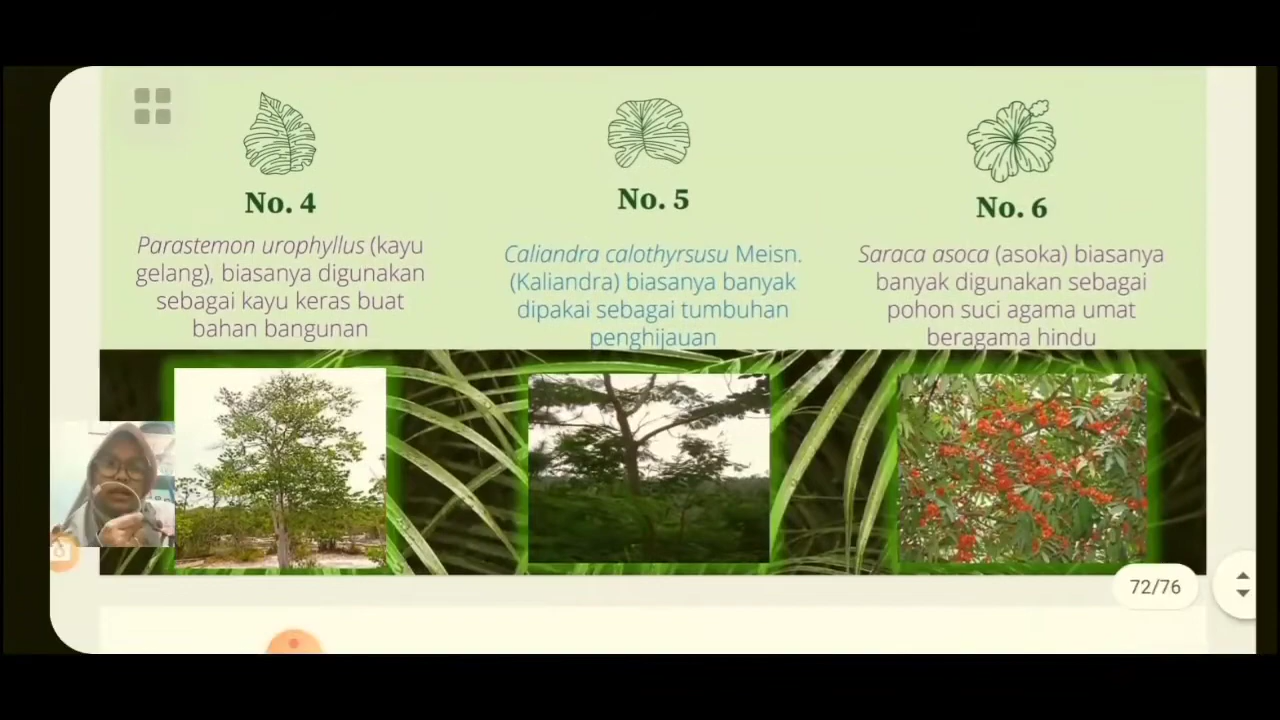 No. 4
Parastemon urophyllus (kayu
gelang), biasanya digunakan
sebagai kayu keras buat
bahan bangunan
No. 5
Caliandra calothyrsusu Meisn.
(Kaliandra) biasanya banyak
dipakai sebagai tumbuhan
penghijauan
No. 6
Saraca asoca (asoka) biasanya
banyak digunakan sebagai
pohon suci agama umat
beragama hindu
72/76